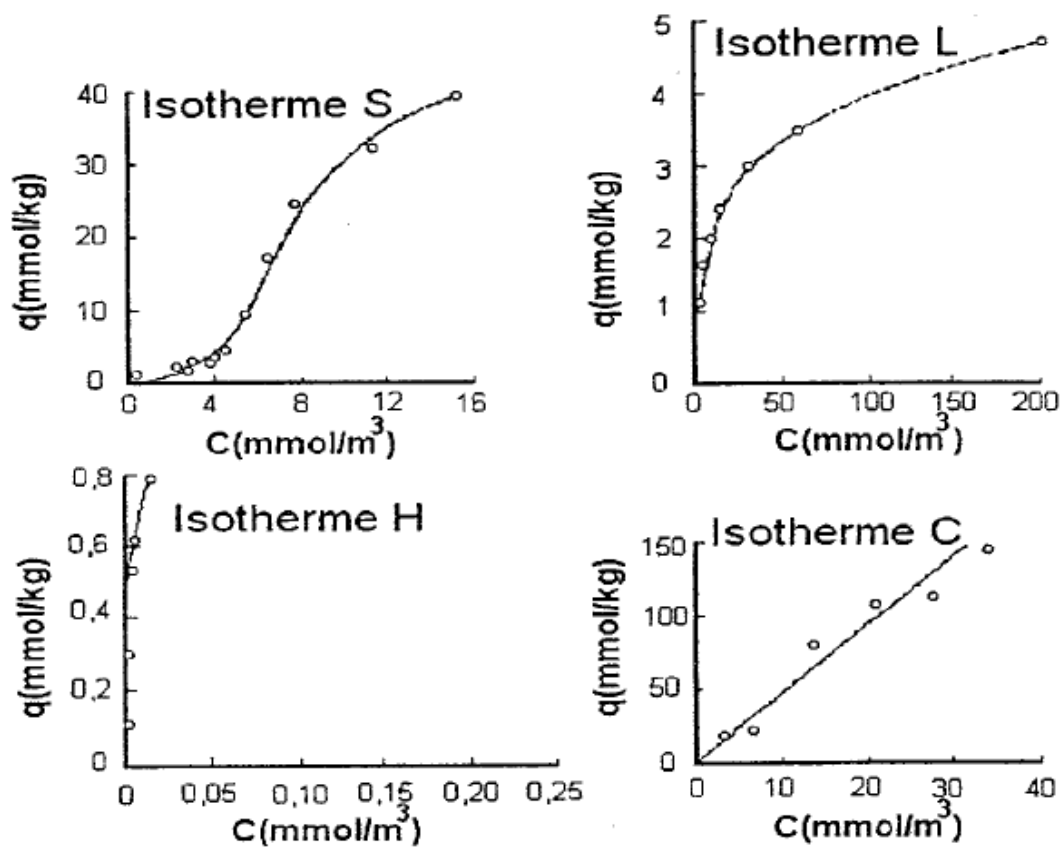 Isotherme S
40
30
20
10
0
q(mmol/kg)
0 4 8 12 16
C(mmol/m³)
Isotherme L
5
4
3
2
1
0
q(mmol/kg)
0 50 100 150 200
C(mmol/m³)
Isotherme H
0,8
0,6
0,4
0,2
0
q(mmol/kg)
0 0,05 0,10 0,15 0,20 0,25
C(mmol/m³)
Isotherme C
150
100
50
0
q(mmol/kg)
0 10 20 30 40
C(mmol/m³)